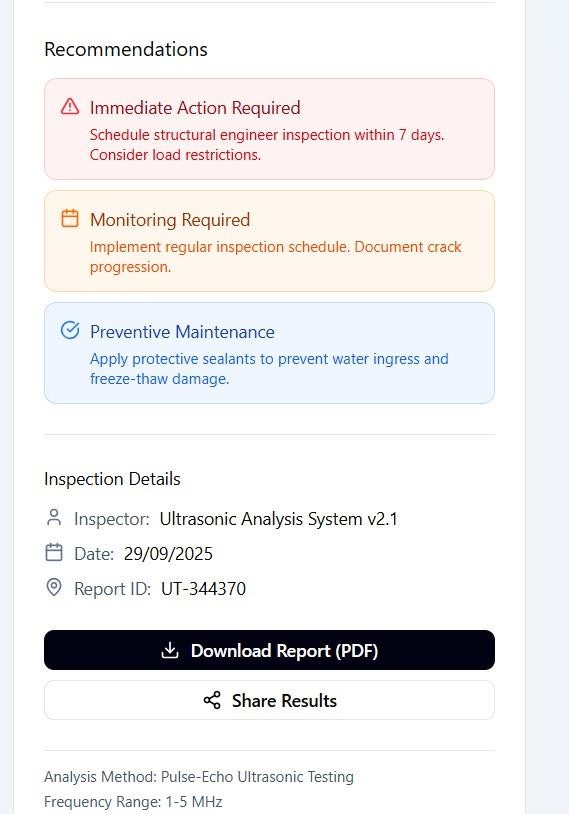 Recommendations
Immediate Action Required
Schedule structural engineer inspection within 7 days.
Consider load restrictions.
Monitoring Required
Implement regular inspection schedule. Document crack
progression.
Preventive Maintenance
Apply protective sealants to prevent water ingress and
freeze-thaw damage.
Inspection Details
Inspector: Ultrasonic Analysis System v2.1
Date: 29/09/2025
Report ID: UT-344370
Download Report (PDF)
Share Results
Analysis Method: Pulse-Echo Ultrasonic Testing
Frequency Range: 1-5 MHz